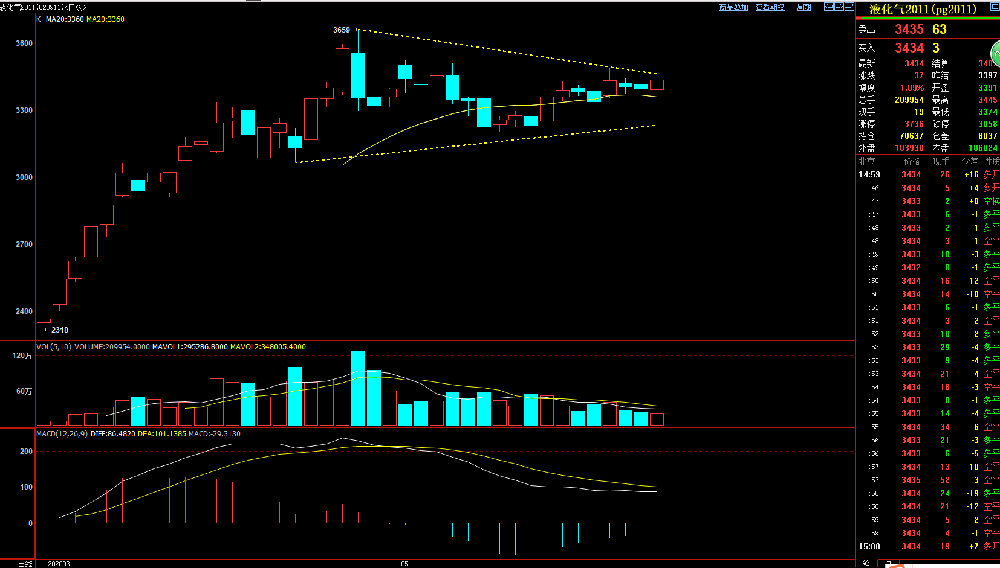 液化气2011(023911)<日线>
商品叠加 查看期权 周期
K MA20:3360 MA20:3360
3659
3600
3300
3000
2700
2400
2318
VOL(5,10) VOLUME:209954.0000 MAVOL1:295286.8000 MAVOL2:348005.4000
120万
60万
MACD(12,26,9) DIFF:86.4820 DEA:101.1385 MACD:-29.3130
200
100
0
日线 202003 05
液化气2011(pg2011)
卖出 3435 63
买入 3434 3
最新 3434 结算
涨跌 37 昨结 3397
幅度 1.09% 开盘 3391
总手 209954 最高 3445
现手 19 最低 3374
涨停 3736 跌停 3058
持仓 70637 仓差 8037
外盘 103930 内盘 106024
北京 价格 现手 仓差 性质
14:59 3434 26 +16 多开
:46 3434 5 +4 多开
:47 3433 2 +0 空换
:47 3433 6 -1 多平
:48 3433 2 -1 多平
:48 3434 3 -1 空平
:49 3433 10 -3 多平
:49 3432 8 -1 多平
:50 3434 16 -12 空平
:50 3434 14 -10 空平
:51 3433 6 -1 多平
:51 3434 3 -2 空平
:52 3433 10 -2 多平
:52 3433 29 -4 多平
:53 3433 9 -4 多平
:53 3434 21 -4 空平
:54 3434 18 -3 空平
:54 3433 8 -1 多平
:55 3433 14 -4 多平
:55 3434 34 -6 空平
:56 3433 21 -3 多平
:56 3433 6 -5 多平
:57 3434 13 -10 空平
:57 3435 52 -3 空平
:58 3434 24 -19 多平
:58 3434 21 -12 空平
:59 3434 5 -2 空平
:59 3434 4 -1 空平
15:00 3434 19 +7 多开
笔